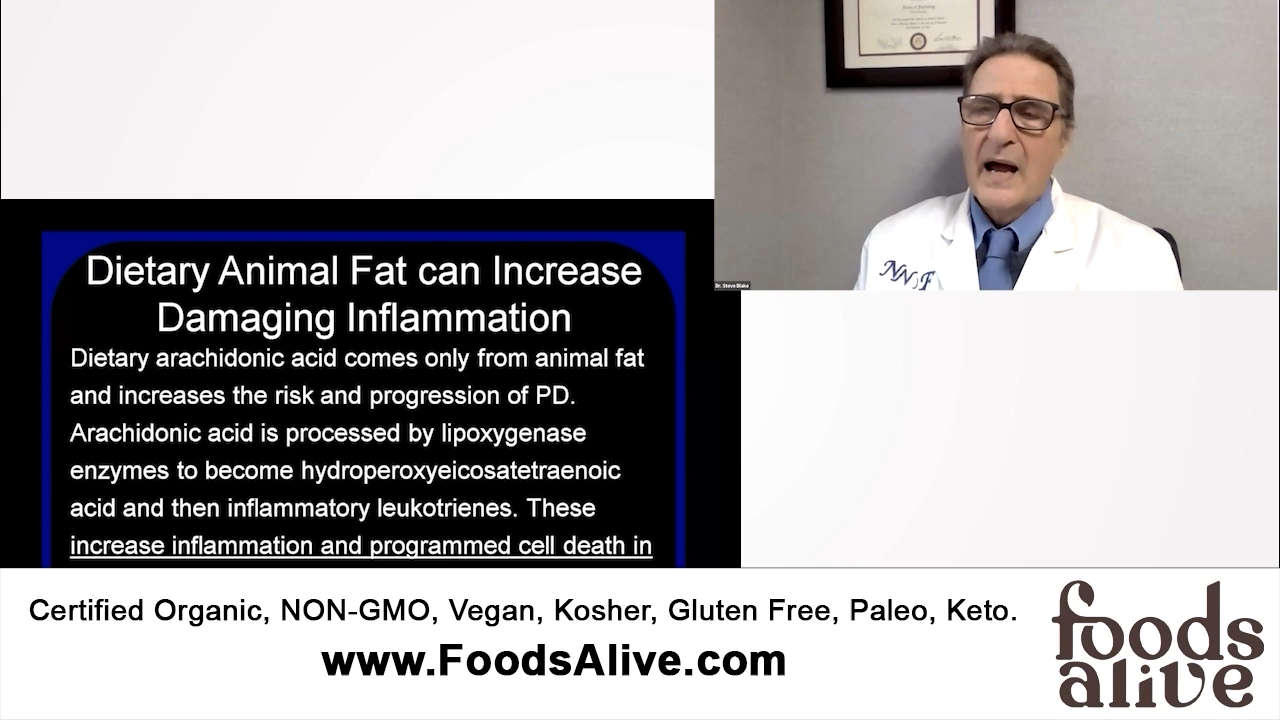 Dietary Animal Fat can Increase
Damaging Inflammation
Dietary arachidonic acid comes only from animal fat
and increases the risk and progression of PD.
Arachidonic acid is processed by lipoxygenase
enzymes to become hydroperoxyeicosatetraenoic
acid and then inflammatory leukotrienes. These
increase inflammation and programmed cell death in
Dr. Steve Blake
Certified Organic, NON-GMO, Vegan, Kosher, Gluten Free, Paleo, Keto.
www.FoodsAlive.com
foods
alive